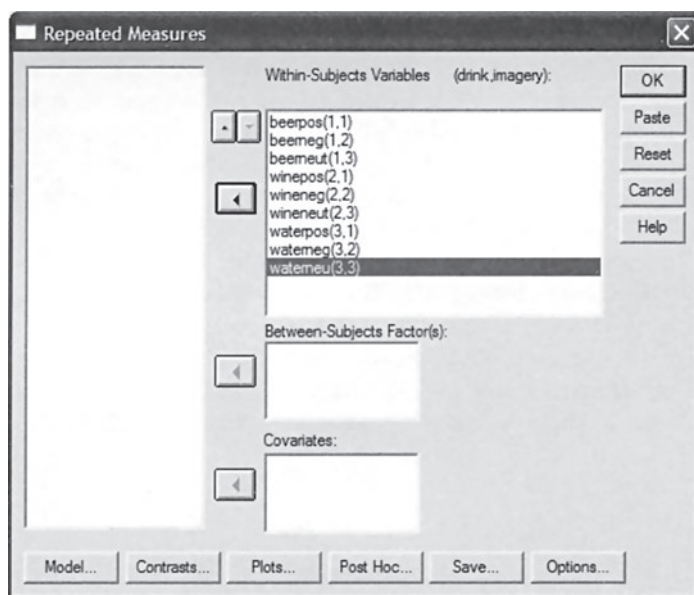 Repeated Measures
Within-Subjects Variables (drink,imagery):
beerpos(1,1)
beerneg(1,2)
beerneut(1,3)
winepos(2,1)
wineneg(2,2)
wineneut(2,3)
waterpos(3,1)
waterneg(3,2)
waterneu(3,3)
OK
Paste
Reset
Cancel
Help
Between-Subjects Factor(s):
Covariates:
Model... Contrasts... Plots... Post Hoc... Save... Options...